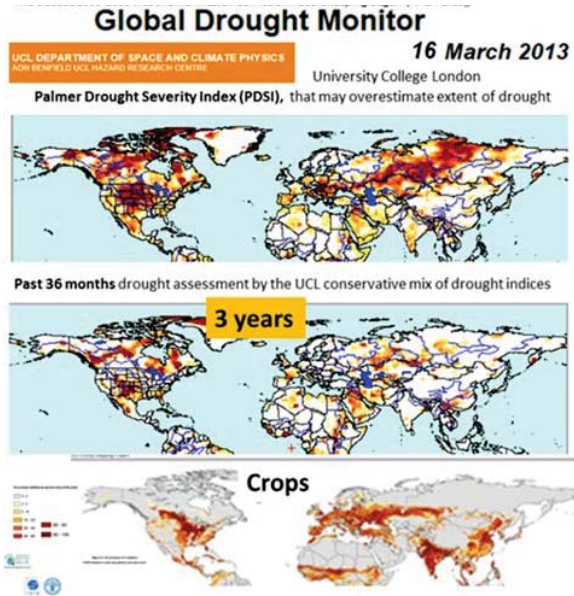 Global Drought Monitor
UCL DEPARTMENT OF SPACE AND CLIMATE PHYSICS
AON BENFIELD UCL HAZARD RESEARCH CENTRE
16 March 2013
University College London
Palmer Drought Severity Index (PDSI), that may overestimate extent of drought
Past 36 months drought assessment by the UCL conservative mix of drought indices
3 years
Crops